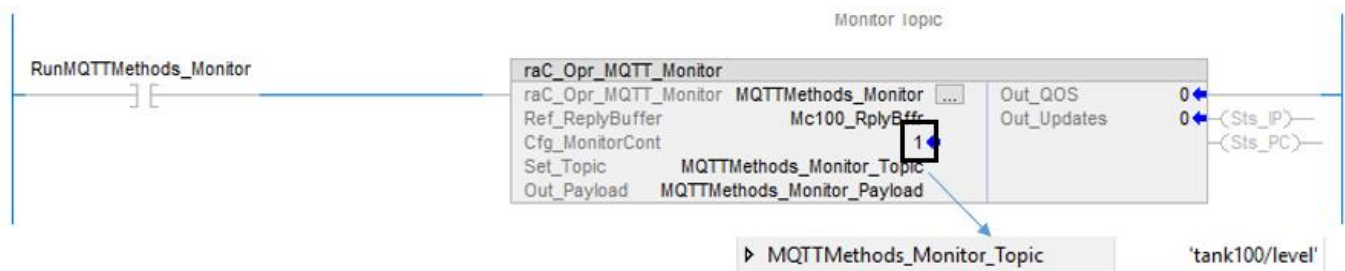 Monitor Topic
RunMQTTMethods_Monitor
raC_Opr_MQTT_Monitor
raC_Opr_MQTT_Monitor MQTTMethods_Monitor ... Out_QOS 0
Ref_ReplyBuffer Mc100_RplyBffr Out_Updates 0 (Sts_IP)
Cfg_MonitorCont 1 (Sts_PC)
Set_Topic MQTTMethods_Monitor_Topic
Out_Payload MQTTMethods_Monitor_Payload
MQTTMethods_Monitor_Topic 'tank100/level'